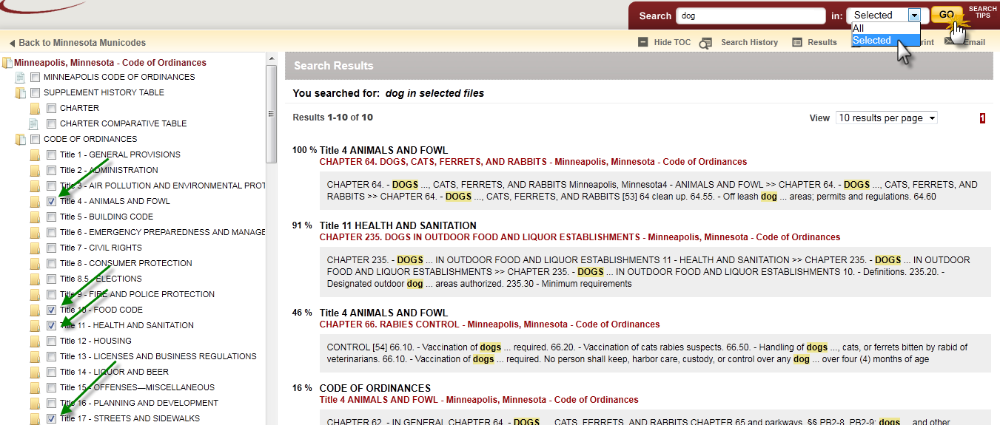 Search dog in: Selected GO SEARCH TIPS
All
Selected
Back to Minnesota Municodes
Hide TOC Search History Results rint Email
Minneapolis, Minnesota - Code of Ordinances
MINNEAPOLIS CODE OF ORDINANCES
SUPPLEMENT HISTORY TABLE
CHARTER
CHARTER COMPARATIVE TABLE
CODE OF ORDINANCES
Title 1 - GENERAL PROVISIONS
Title 2 - ADMINISTRATION
Title 3 - AIR POLLUTION AND ENVIRONMENTAL PROT
Title 4 - ANIMALS AND FOWL
Title 5 - BUILDING CODE
Title 6 - EMERGENCY PREPAREDNESS AND MANAGE
Title 7 - CIVIL RIGHTS
Title 8 - CONSUMER PROTECTION
Title 8.5 - ELECTIONS
Title 9 - FIRE AND POLICE PROTECTION
Title 10 - FOOD CODE
Title 11 - HEALTH AND SANITATION
Title 12 - HOUSING
Title 13 - LICENSES AND BUSINESS REGULATIONS
Title 14 - LIQUOR AND BEER
Title 15 - OFFENSES—MISCELLANEOUS
Title 16 - PLANNING AND DEVELOPMENT
Title 17 - STREETS AND SIDEWALKS
Search Results
You searched for: dog in selected files
Results 1-10 of 10
View 10 results per page 1
100 % Title 4 ANIMALS AND FOWL
CHAPTER 64. DOGS, CATS, FERRETS, AND RABBITS - Minneapolis, Minnesota - Code of Ordinances
CHAPTER 64. - DOGS ..., CATS, FERRETS, AND RABBITS Minneapolis, Minnesota4 - ANIMALS AND FOWL >> CHAPTER 64. - DOGS ..., CATS, FERRETS, AND
RABBITS >> CHAPTER 64. - DOGS ..., CATS, FERRETS, AND RABBITS [53] 64 clean up. 64.55. - Off leash dog ... areas; permits and regulations. 64.60
91 % Title 11 HEALTH AND SANITATION
CHAPTER 235. DOGS IN OUTDOOR FOOD AND LIQUOR ESTABLISHMENTS - Minneapolis, Minnesota - Code of Ordinances
CHAPTER 235. - DOGS ... IN OUTDOOR FOOD AND LIQUOR ESTABLISHMENTS 11 - HEALTH AND SANITATION >> CHAPTER 235. - DOGS ... IN OUTDOOR
FOOD AND LIQUOR ESTABLISHMENTS >> CHAPTER 235. - DOGS ... IN OUTDOOR FOOD AND LIQUOR ESTABLISHMENTS 10. - Definitions. 235.20. -
Designated outdoor dog ... areas authorized. 235.30 - Minimum requirements
46 % Title 4 ANIMALS AND FOWL
CHAPTER 66. RABIES CONTROL - Minneapolis, Minnesota - Code of Ordinances
CONTROL [54] 66.10. - Vaccination of dogs ... required. 66.20. - Vaccination of cats rabies suspects. 66.50. - Handling of dogs ..., cats, or ferrets bitten by rabid of
veterinarians. 66.10. - Vaccination of dogs ... required. No person shall keep, harbor care, custody, or control over any dog ... over four (4) months of age
16 % CODE OF ORDINANCES
Title 4 ANIMALS AND FOWL - Minneapolis, Minnesota - Code of Ordinances
CHAPTER 62. - IN GENERAL CHAPTER 64. - DOGS ..., CATS, FERRETS, AND RABBITS CHAPTER 65 and parkways, §§ PB2-8, PB2-9; dogs ... and other